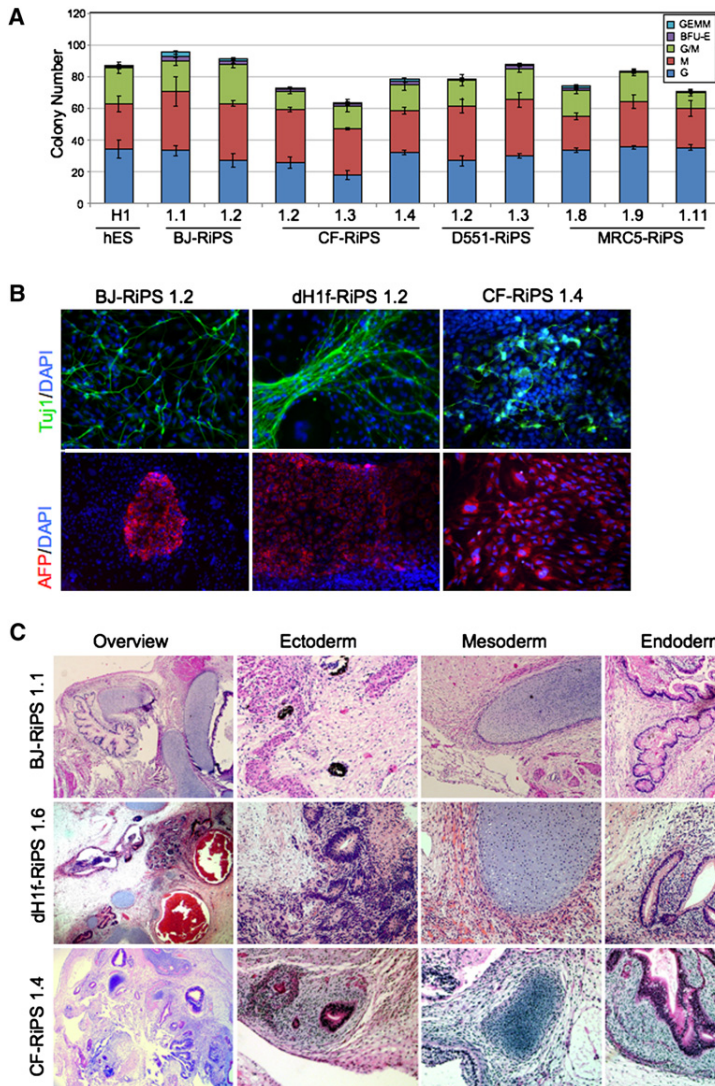 A
Colony Number
120
100
80
60
40
20
0
GEMM
BFU-E
G/M
M
G
H1 1.1 1.2 1.2 1.3 1.4 1.2 1.3 1.8 1.9 1.11
hES BJ-RiPS CF-RiPS D551-RiPS MRC5-RiPS
B
BJ-RiPS 1.2 dH1f-RiPS 1.2 CF-RiPS 1.4
Tuj1/DAPI
AFP/DAPI
C
Overview Ectoderm Mesoderm Endoderm
BJ-RiPS 1.1
dH1f-RiPS 1.6
CF-RiPS 1.4